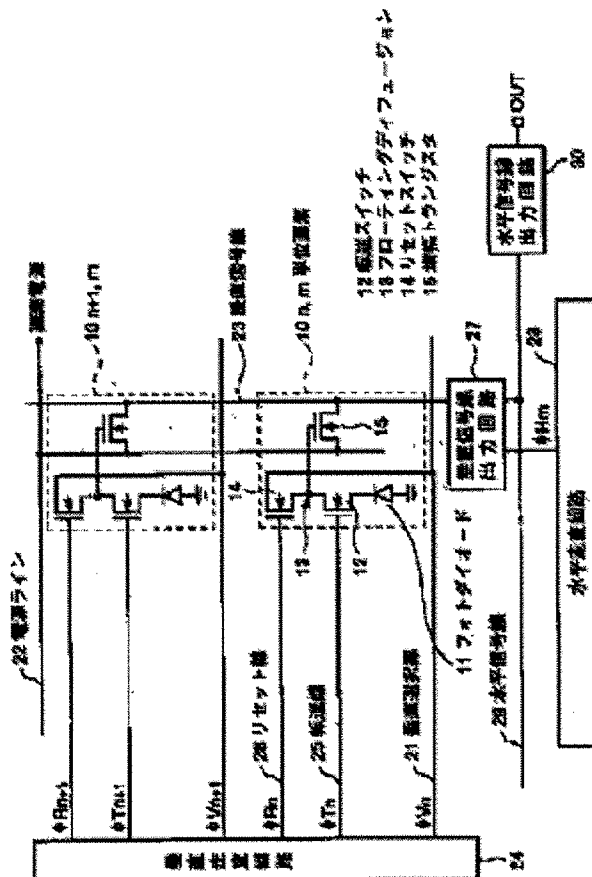 画素電源
22 電源ライン
10 n+1, m
23 垂直信号線
10 n, m 単位画素
12 転送スイッチ
13 フローティングディフュージョン
14 リセットスイッチ
15 増幅トランジスタ
φRn+1
φTn+1
φVn+1
φRn
φTn
φVn
26 リセット線
25 転送線
21 垂直選択線
14
13
12
15
11 フォトダイオード
垂直信号線
出力回路
27
水平信号線
出力回路
30
OUT
φHm
29
28 水平信号線
水平走査回路
垂直走査回路
24